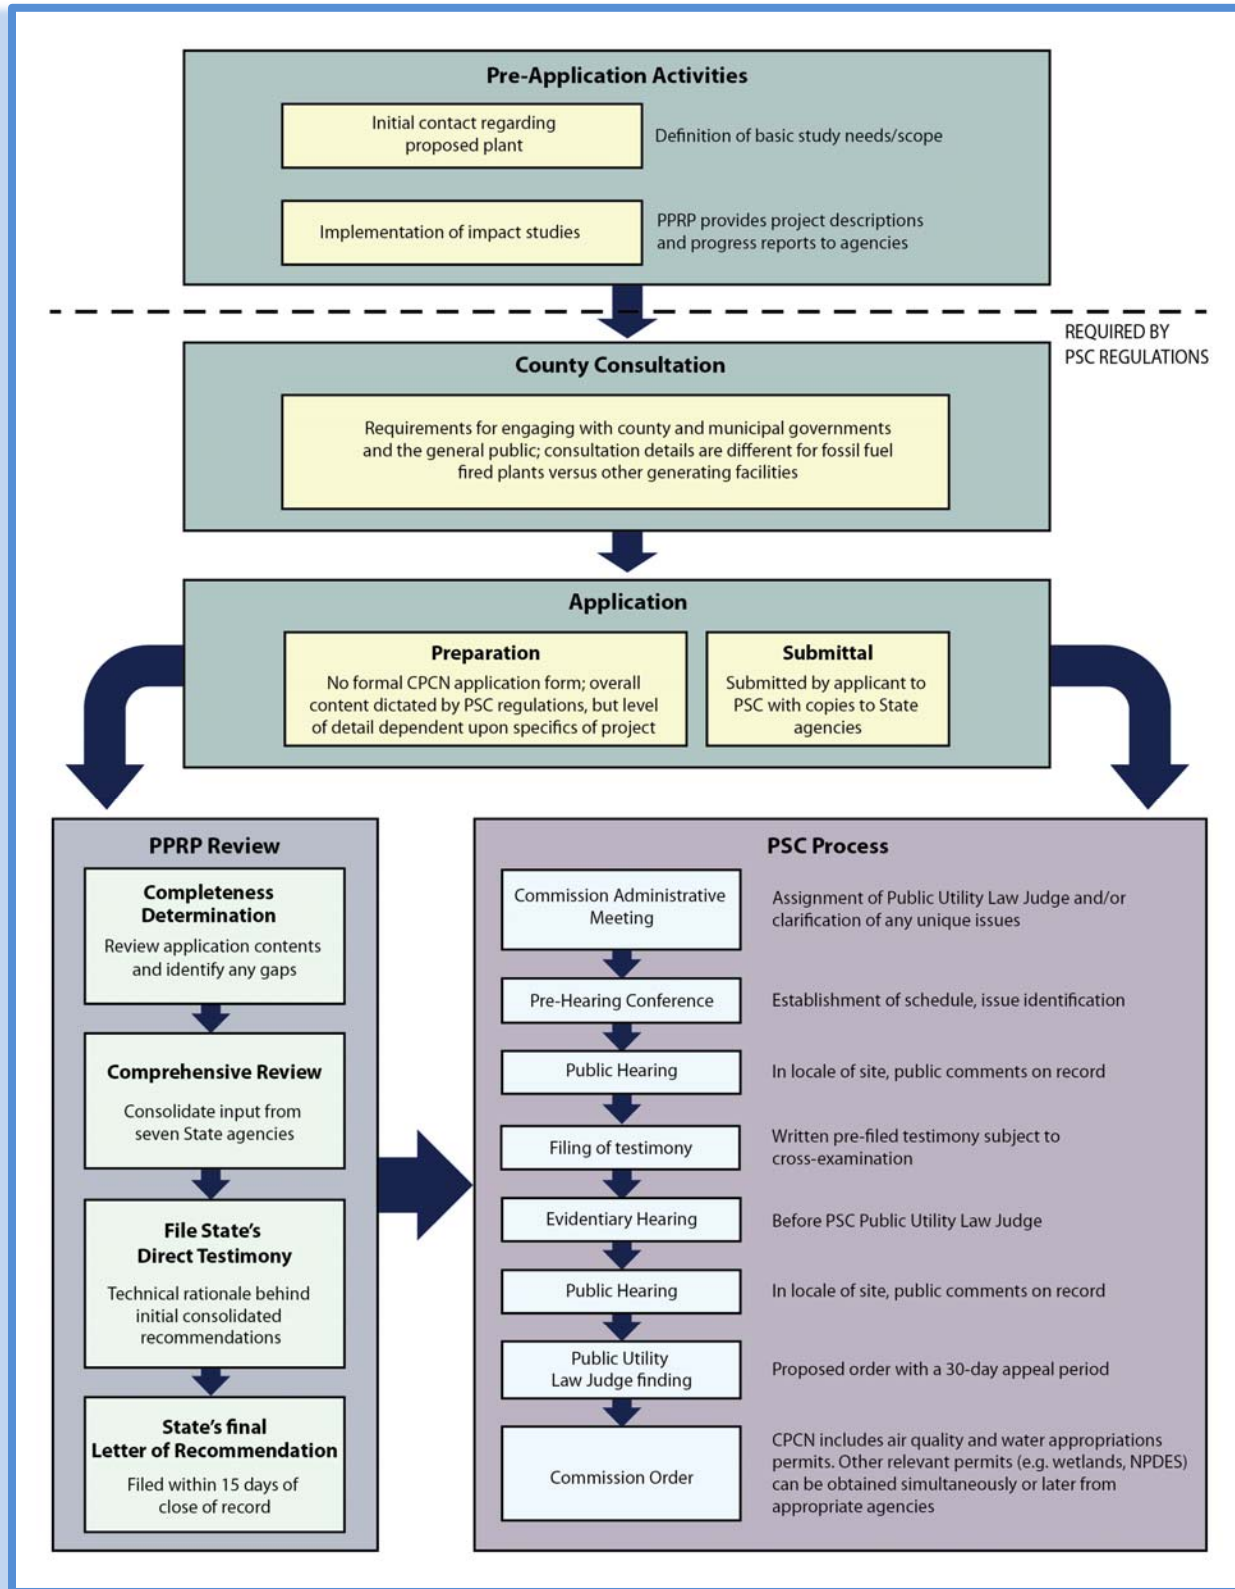 Pre-Application Activities
Initial contact regarding
proposed plant
Definition of basic study needs/scope
Implementation of impact studies
PPRP provides project descriptions
and progress reports to agencies
REQUIRED BY
PSC REGULATIONS
County Consultation
Requirements for engaging with county and municipal governments
and the general public; consultation details are different for fossil fuel
fired plants versus other generating facilities
Application
Preparation
No formal CPCN application form; overall
content dictated by PSC regulations, but level
of detail dependent upon specifics of project
Submittal
Submitted by applicant to
PSC with copies to State
agencies
PPRP Review
Completeness
Determination
Review application contents
and identify any gaps
Comprehensive Review
Consolidate input from
seven State agencies
File State's
Direct Testimony
Technical rationale behind
initial consolidated
recommendations
State's final
Letter of Recommendation
Filed within 15 days of
close of record
PSC Process
Commission Administrative
Meeting
Assignment of Public Utility Law Judge and/or
clarification of any unique issues
Pre-Hearing Conference
Establishment of schedule, issue identification
Public Hearing
In locale of site, public comments on record
Filing of testimony
Written pre-filed testimony subject to
cross-examination
Evidentiary Hearing
Before PSC Public Utility Law Judge
Public Hearing
In locale of site, public comments on record
Public Utility
Law Judge finding
Proposed order with a 30-day appeal period
Commission Order
CPCN includes air quality and water appropriations
permits. Other relevant permits (e.g. wetlands, NPDES)
can be obtained simultaneously or later from
appropriate agencies